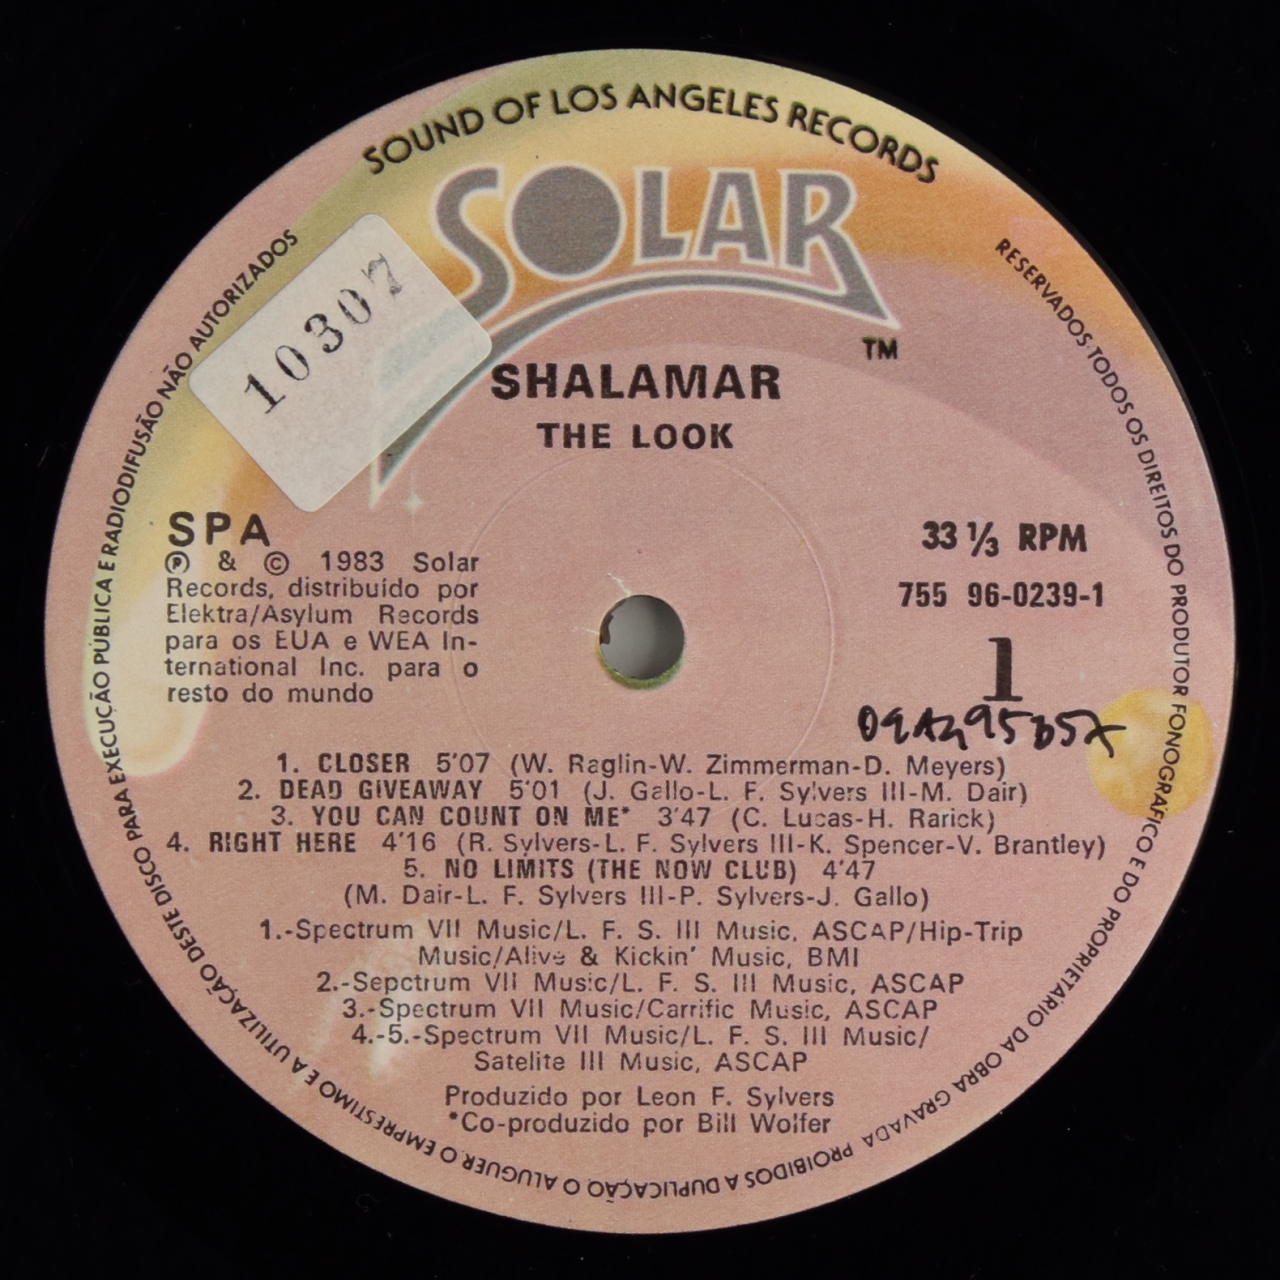 SOUND OF LOS ANGELES RECORDS
SOLAR
TM
10307
SHALAMAR
THE LOOK
SPA
Ⓟ & © 1983 Solar
Records, distribuído por
Elektra/Asylum Records
para os EUA e WEA In-
ternational Inc. para o
resto do mundo
33 ⅓ RPM
755 96-0239-1
1
1. CLOSER 5'07 (W. Raglin-W. Zimmerman-D. Meyers)
2. DEAD GIVEAWAY 5'01 (J. Gallo-L. F. Sylvers III-M. Dair)
3. YOU CAN COUNT ON ME* 3'47 (C. Lucas-H. Rarick)
4. RIGHT HERE 4'16 (R. Sylvers-L. F. Sylvers III-K. Spencer-V. Brantley)
5. NO LIMITS (THE NOW CLUB) 4'47
(M. Dair-L. F. Sylvers III-P. Sylvers-J. Gallo)
1.-Spectrum VII Music/L. F. S. III Music, ASCAP/Hip-Trip
Music/Alive & Kickin' Music, BMI
2.-Sepctrum VII Music/L. F. S. III Music, ASCAP
3.-Spectrum VII Music/Carrific Music, ASCAP
4.-5.-Spectrum VII Music/L. F. S. III Music/
Satelite III Music, ASCAP
Produzido por Leon F. Sylvers
*Co-produzido por Bill Wolfer
RESERVADOS TODOS OS DIREITOS DO PRODUTOR FONOGRÁFICO E DO PROPRIETÁRIO DA OBRA GRAVADA PROIBIDOS A DUPLICAÇÃO O ALUGUER O EMPRÉSTIMO E A UTILIZAÇÃO DESTE DISCO PARA EXECUÇÃO PÚBLICA E RADIODIFUSÃO NÃO AUTORIZADOS